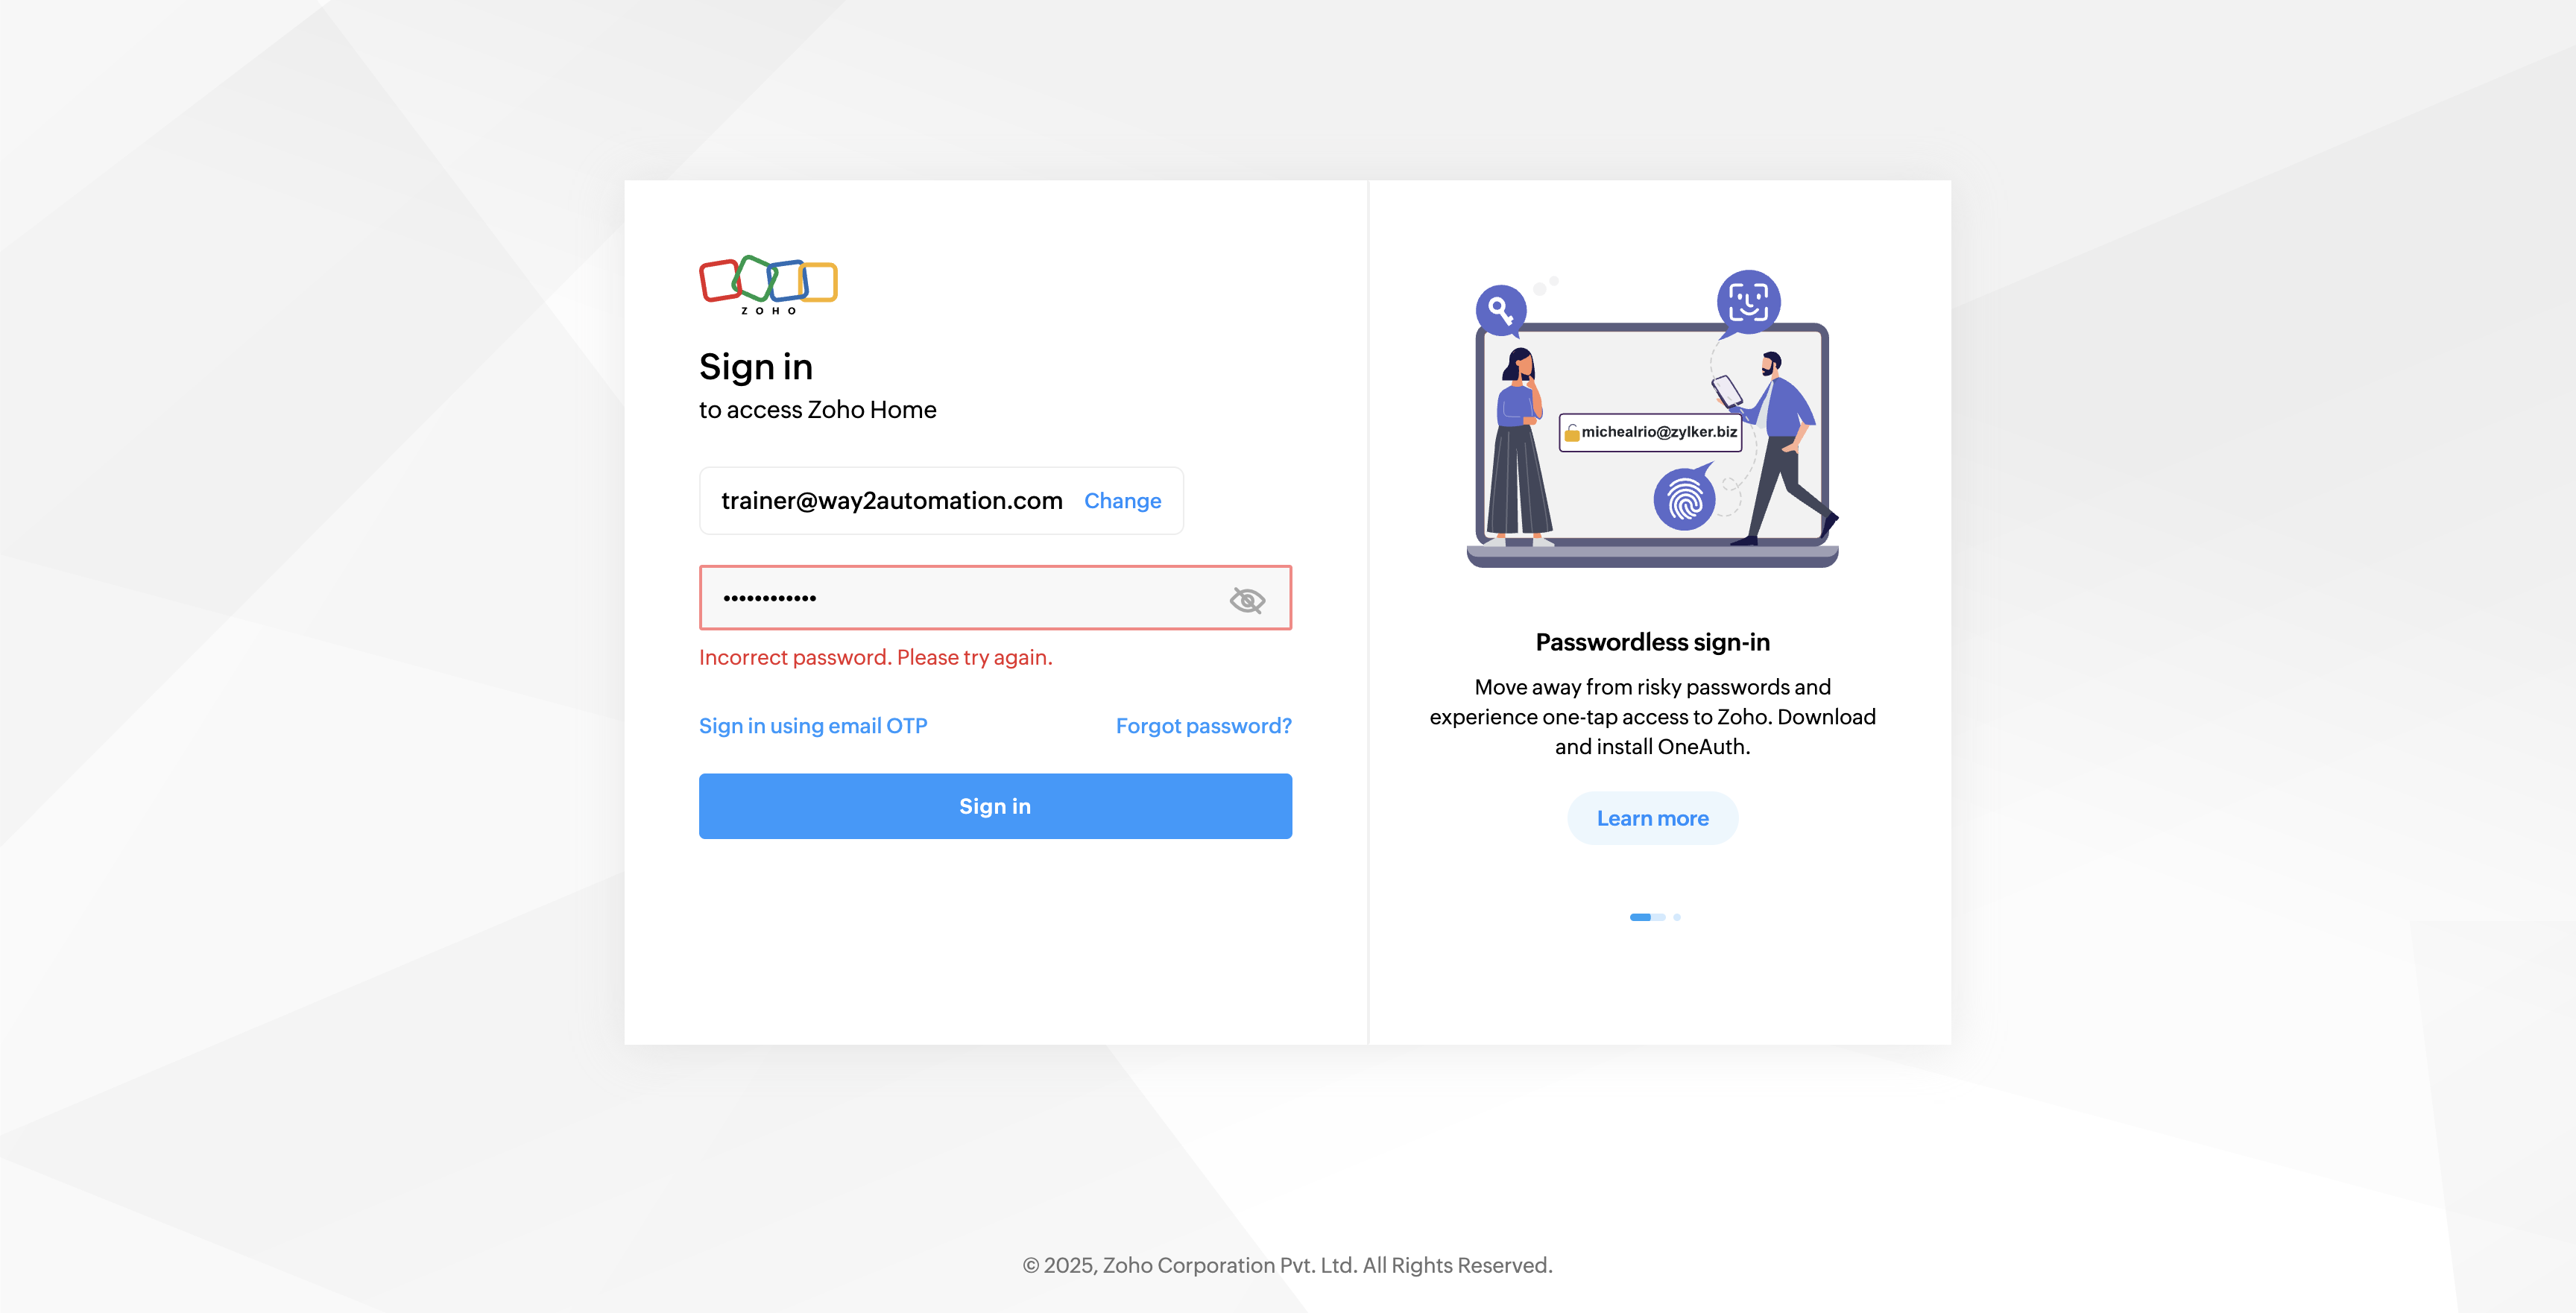 ZOHO
Sign in
to access Zoho Home
trainer@way2automation.com Change
••••••••••••
Incorrect password. Please try again.
Sign in using email OTP Forgot password?
Sign in
michealrio@zylker.biz
Passwordless sign-in
Move away from risky passwords and
experience one-tap access to Zoho. Download
and install OneAuth.
Learn more
© 2025, Zoho Corporation Pvt. Ltd. All Rights Reserved.